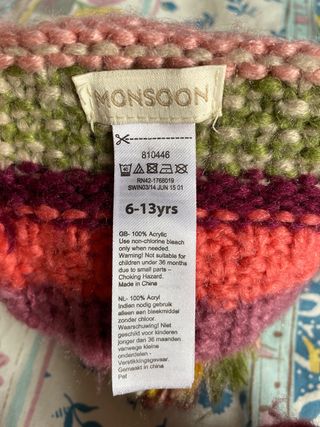 MONSOON
810446
RN42-1768019
SWIN03/14 JUN 15 01
6-13yrs
GB- 100% Acrylic
Use non-chlorine bleach
only when needed.
Warning! Not suitable for
children under 36 months
due to small parts -
Choking Hazard.
Made in China
NL- 100% Acryl
Indien nodig gebruik
alleen een bleekmiddel
zonder chloor.
Waarschuwing! Niet
geschikt voor kinderen
jonger dan 36 maanden
vanwege kleine
onderdelen -
Verstikkingsgevaar.
Gemaakt in china
Pef